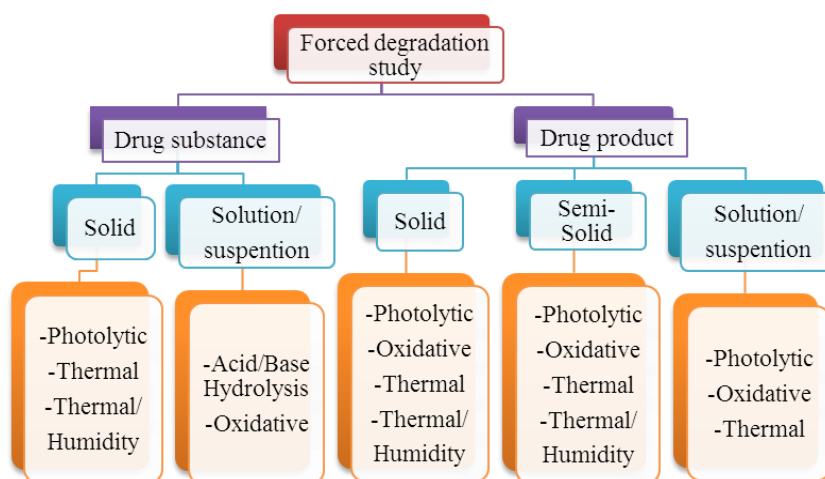 Forced degradation
study
Drug substance
Drug product
Solid
Solution/
suspention
Solid
Semi-
Solid
Solution/
suspention
-Photolytic
-Thermal
-Thermal/
Humidity
-Acid/Base
Hydrolysis
-Oxidative
-Photolytic
-Oxidative
-Thermal
-Thermal/
Humidity
-Photolytic
-Oxidative
-Thermal
-Thermal/
Humidity
-Photolytic
-Oxidative
-Thermal